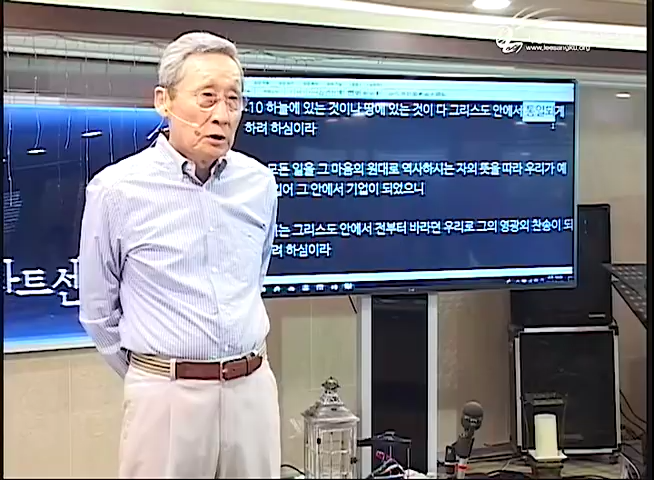 www.leesangku.org
10 하늘에 있는 것이나 땅에 있는 것이 다 그리스도 안에서 통일되게
하려 하심이라
모든 일을 그 마음의 원대로 역사하시는 자의 뜻을 따라 우리가 예
입어 그 안에서 기업이 되었으니
는 그리스도 안에서 전부터 바라던 우리로 그의 영광의 찬송이 되
려 하심이라